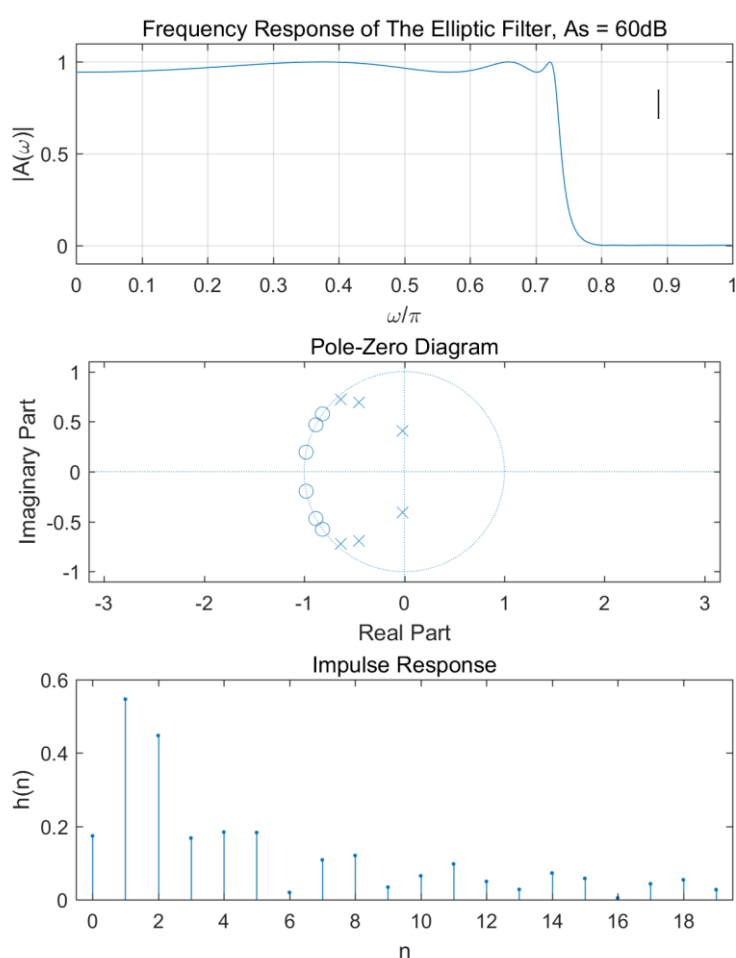 Frequency Response of The Elliptic Filter, As = 60dB
1
0.5
0
|A(ω)|
0 0.1 0.2 0.3 0.4 0.5 0.6 0.7 0.8 0.9 1
ω/π
Pole-Zero Diagram
1
0.5
0
-0.5
-1
Imaginary Part
-3 -2 -1 0 1 2 3
Real Part
Impulse Response
0.6
0.4
0.2
0
h(n)
0 2 4 6 8 10 12 14 16 18
n